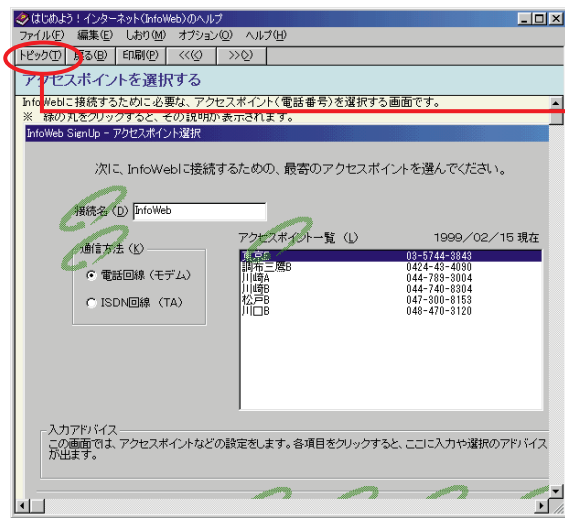 はじめよう！インターネット(InfoWeb)のヘルプ
ファイル(F) 編集(E) しおり(M) オプション(O) ヘルプ(H)
トピック(T) 戻る(B) 印刷(P) <<(<) >>(>)
アクセスポイントを選択する
InfoWebに接続するために必要な、アクセスポイント(電話番号)を選択する画面です。
※ 緑の丸をクリックすると、その説明が表示されます。
InfoWeb SignUp - アクセスポイント選択
次に、InfoWebに接続するための、最寄のアクセスポイントを選んでください。
接続名(D) InfoWeb
通信方法(K)
電話回線(モデム)
ISDN回線(TA)
アクセスポイント一覧(L) 1999/02/15 現在
東京B 03-5744-3843
調布三鷹B 0424-43-4090
川崎A 044-789-3004
川崎B 044-740-8304
松戸B 047-300-8153
川口B 048-470-3120
入力アドバイス
この画面では、アクセスポイントなどの設定をします。各項目をクリックすると、ここに入力や選択のアドバイス
が出ます。